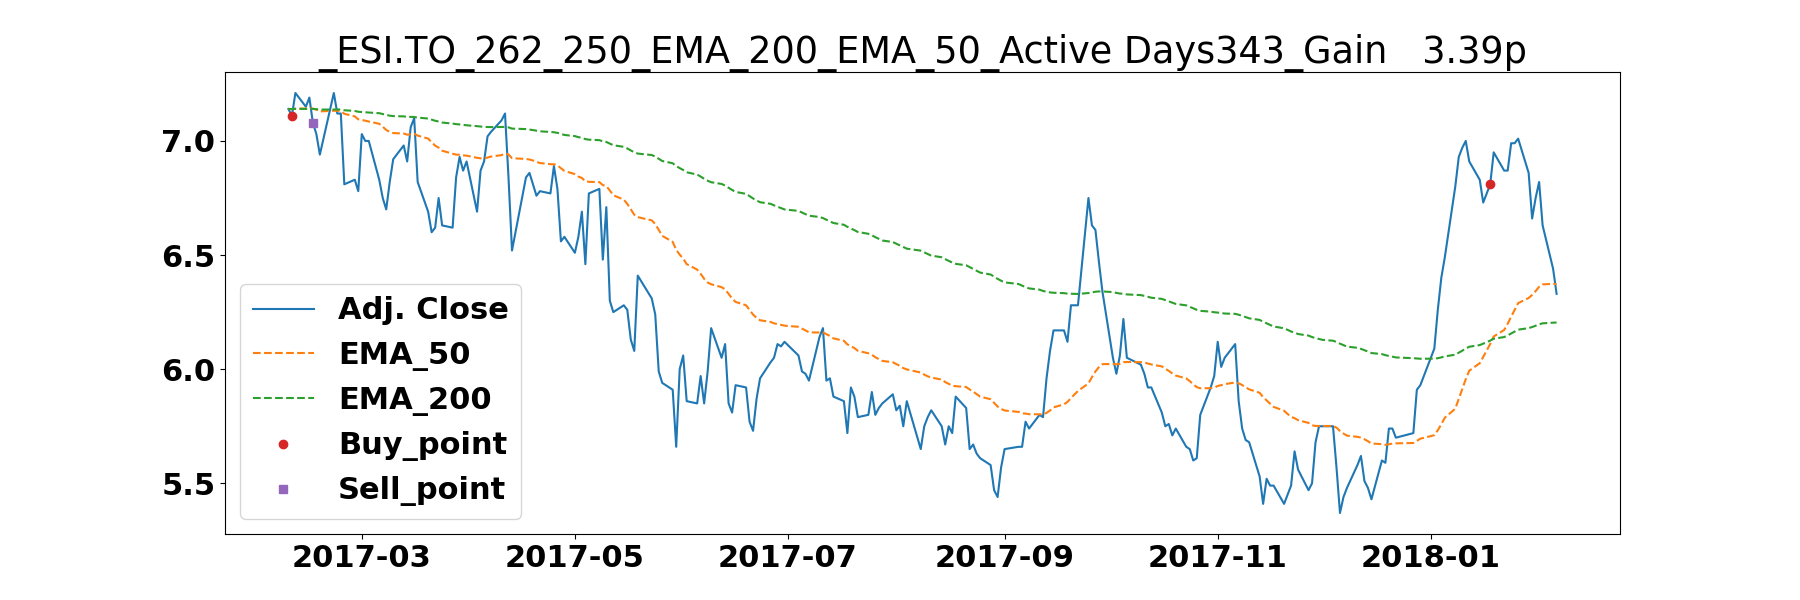 _ESI.TO_262_250_EMA_200_EMA_50_Active Days343_Gain   3.39p
7.0
6.5
6.0
5.5
Adj. Close
EMA_50
EMA_200
Buy_point
Sell_point
2017-03 2017-05 2017-07 2017-09 2017-11 2018-01